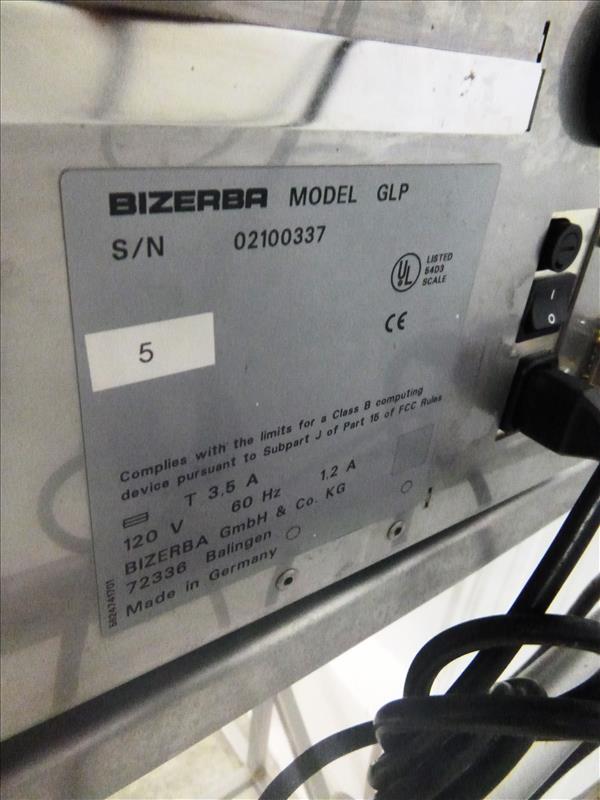 BIZERBA MODEL GLP
S/N 02100337
UL LISTED
64D3
SCALE
CE
5
Complies with the limits for a Class B computing
device pursuant to Subpart J of Part 15 of FCC Rules
T 3.5 A
120 V 60 Hz 1.2 A
BIZERBA GmbH & Co. KG
72336 Balingen
Made in Germany
I
O